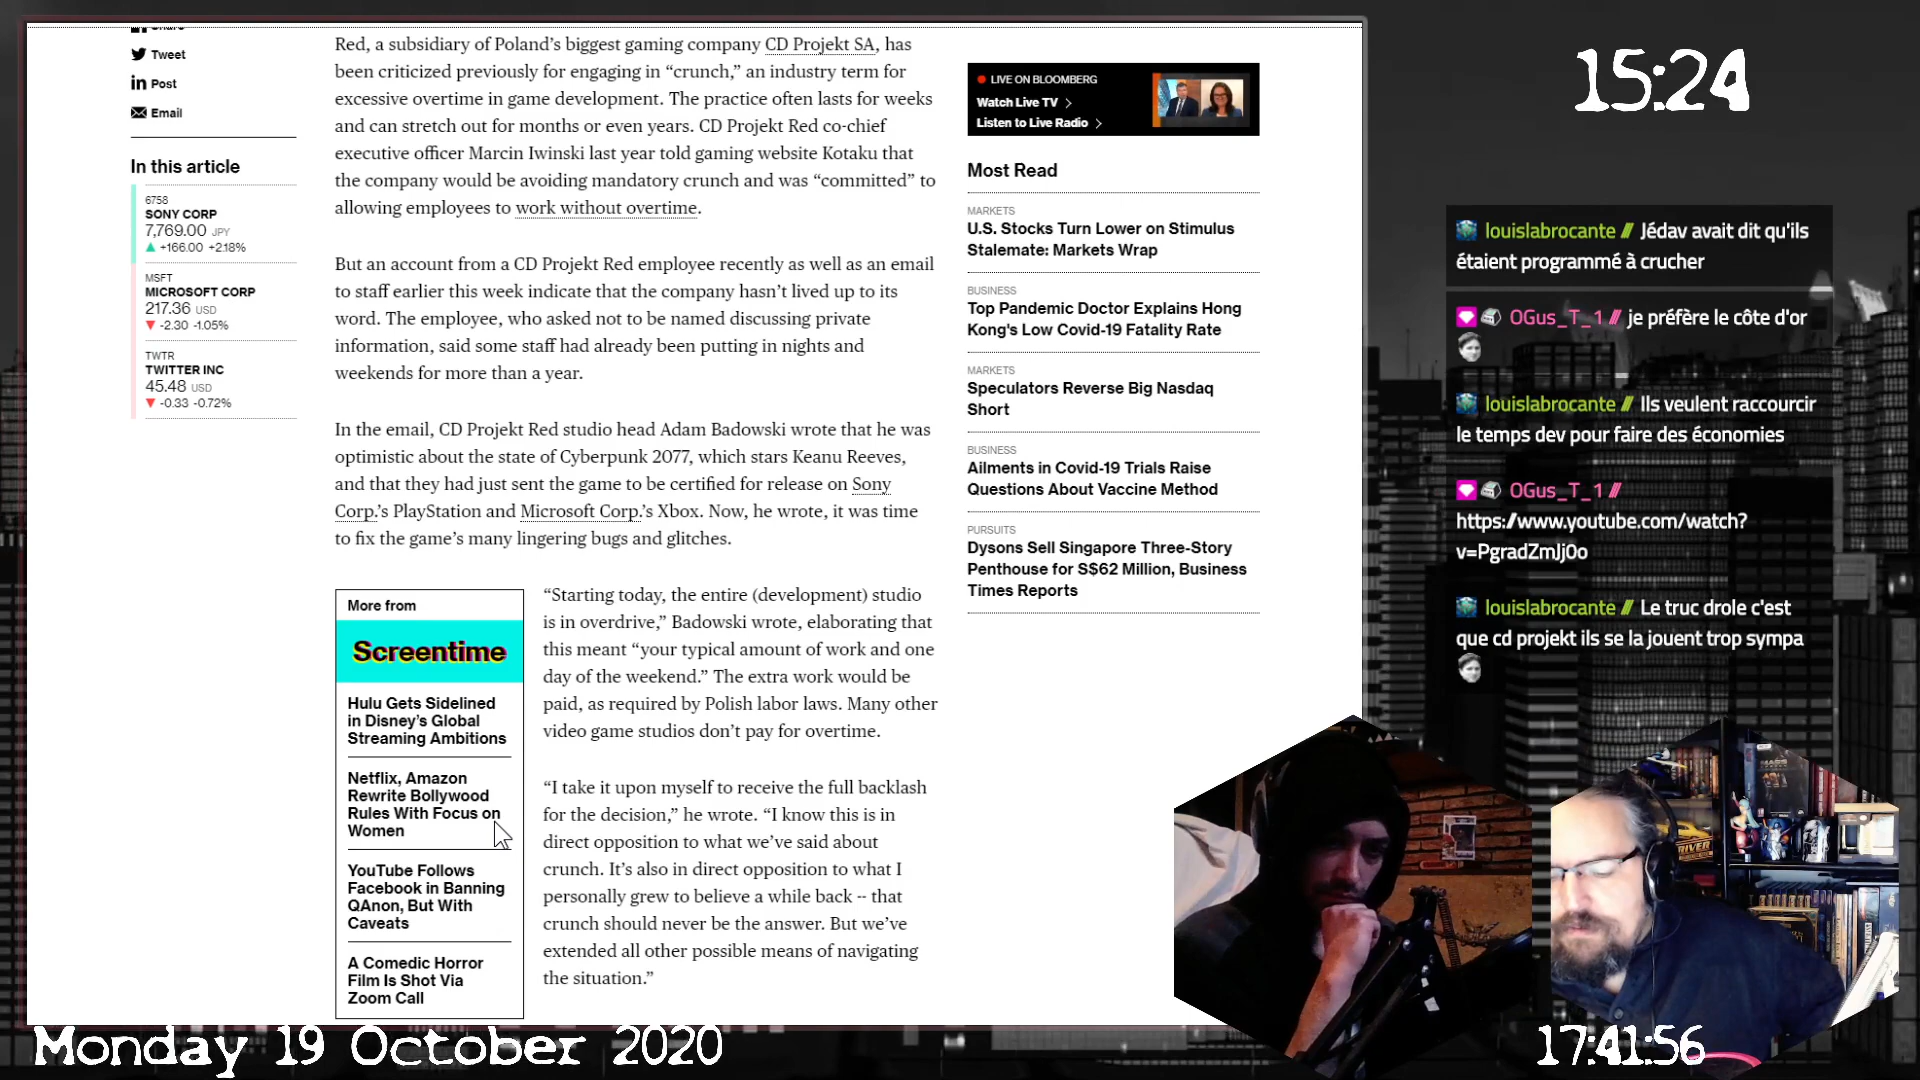 Share
Tweet
Post
Email
In this article
6758
SONY CORP
7,769.00 JPY
▲ +166.00 +2.18%
MSFT
MICROSOFT CORP
217.36 USD
▼ -2.30 -1.05%
TWTR
TWITTER INC
45.48 USD
▼ -0.33 -0.72%
Red, a subsidiary of Poland’s biggest gaming company CD Projekt SA, has
been criticized previously for engaging in “crunch,” an industry term for
excessive overtime in game development. The practice often lasts for weeks
and can stretch out for months or even years. CD Projekt Red co-chief
executive officer Marcin Iwinski last year told gaming website Kotaku that
the company would be avoiding mandatory crunch and was “committed” to
allowing employees to work without overtime.
But an account from a CD Projekt Red employee recently as well as an email
to staff earlier this week indicate that the company hasn’t lived up to its
word. The employee, who asked not to be named discussing private
information, said some staff had already been putting in nights and
weekends for more than a year.
In the email, CD Projekt Red studio head Adam Badowski wrote that he was
optimistic about the state of Cyberpunk 2077, which stars Keanu Reeves,
and that they had just sent the game to be certified for release on Sony
Corp.’s PlayStation and Microsoft Corp.’s Xbox. Now, he wrote, it was time
to fix the game’s many lingering bugs and glitches.
More from
Screentime
Hulu Gets Sidelined
in Disney’s Global
Streaming Ambitions
Netflix, Amazon
Rewrite Bollywood
Rules With Focus on
Women
YouTube Follows
Facebook in Banning
QAnon, But With
Caveats
A Comedic Horror
Film Is Shot Via
Zoom Call
“Starting today, the entire (development) studio
is in overdrive,” Badowski wrote, elaborating that
this meant “your typical amount of work and one
day of the weekend.” The extra work would be
paid, as required by Polish labor laws. Many other
video game studios don’t pay for overtime.
“I take it upon myself to receive the full backlash
for the decision,” he wrote. “I know this is in
direct opposition to what we’ve said about
crunch. It’s also in direct opposition to what I
personally grew to believe a while back -- that
crunch should never be the answer. But we’ve
extended all other possible means of navigating
the situation.”
LIVE ON BLOOMBERG
Watch Live TV >
Listen to Live Radio >
Most Read
MARKETS
U.S. Stocks Turn Lower on Stimulus
Stalemate: Markets Wrap
BUSINESS
Top Pandemic Doctor Explains Hong
Kong's Low Covid-19 Fatality Rate
MARKETS
Speculators Reverse Big Nasdaq
Short
BUSINESS
Ailments in Covid-19 Trials Raise
Questions About Vaccine Method
PURSUITS
Dysons Sell Singapore Three-Story
Penthouse for S$62 Million, Business
Times Reports
15:24
louislabrocante // Jédav avait dit qu'ils
étaient programmé à crucher
OGus_T_1 // je préfère le côte d'or
louislabrocante // Ils veulent raccourcir
le temps dev pour faire des économies
OGus_T_1 //
https://www.youtube.com/watch?
v=PgradZmJjOo
louislabrocante // Le truc drole c'est
que cd projekt ils se la jouent trop sympa
DRIVER
Monday 19 October 2020
17:41:56